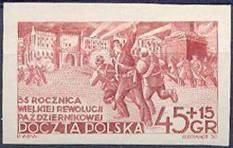 35 ROCZNICA
WIELKIEJ REWOLUCJI
PAŹDZIERNIKOWEJ
POCZTA POLSKA 45+15
GR